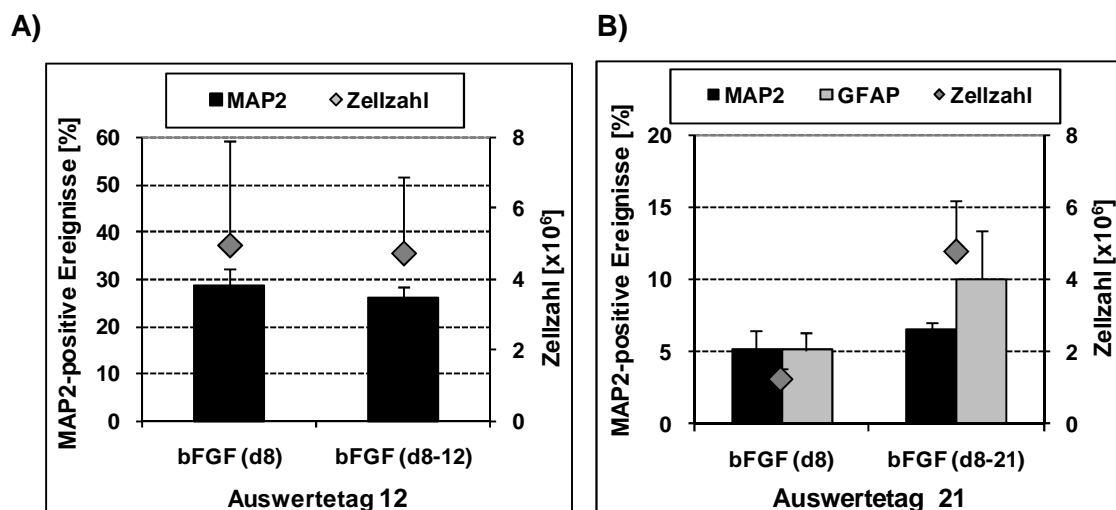 A)
MAP2 Zellzahl
MAP2-positive Ereignisse [%]
60
50
40
30
20
10
0
8
6
4
2
0
Zellzahl [x10⁶]
bFGF (d8) bFGF (d8-12)
Auswertetag 12
B)
MAP2 GFAP Zellzahl
MAP2-positive Ereignisse [%]
20
15
10
5
0
8
6
4
2
0
Zellzahl [x10⁶]
bFGF (d8) bFGF (d8-21)
Auswertetag 21